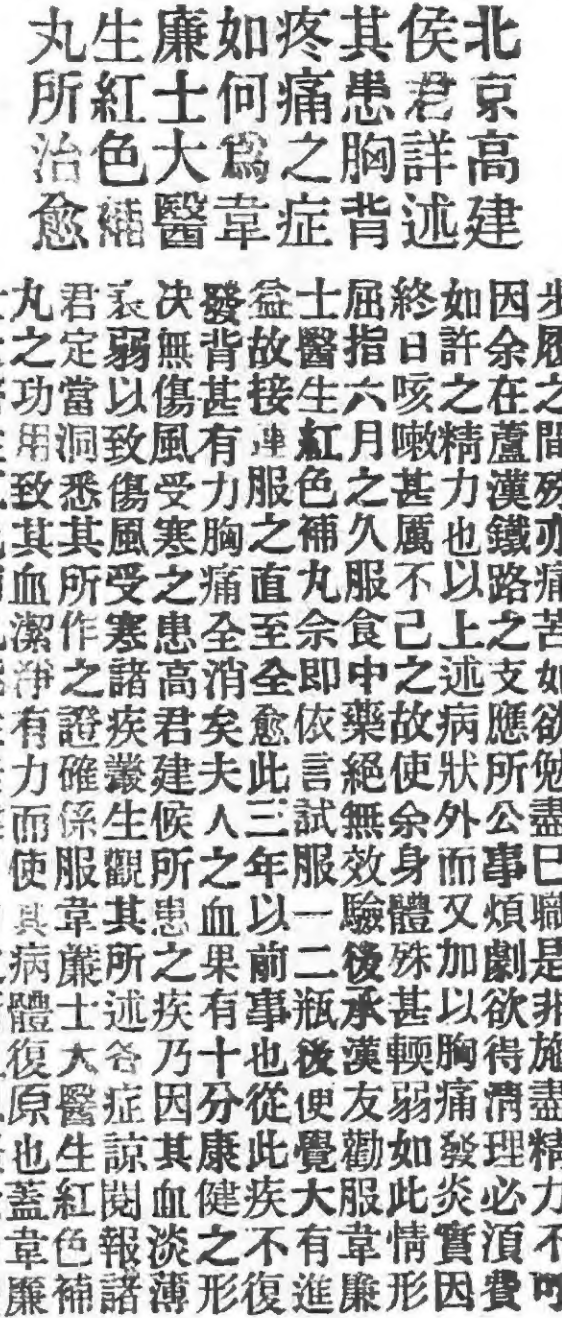 北京高建
侯君詳述
其患胸背
疼痛之症
如何爲韋
廉士大醫
生紅色補
丸所治愈
步履之間殊亦痛苦如欲勉盡已職是非施盡精力不可
因余在蘆漢鐵路之支應所公事煩劇欲得清理必須費
如許之精力也以上述病狀外而又加以胸痛發炎實因
終日咳嗽甚厲不己之故使余身體殊甚輭弱如此情形
屈指六月之久服食中藥絕無效驗後承漢友勸服韋廉
士醫生紅色補丸余即依言試服一二瓶後便覺大有進
益故接連服之直至全愈此三年以前事也從此疾不復
發背甚有力胸痛全消矣夫人之血果有十分康健之形
决無傷風受寒之患高君建候所患之疾乃因其血淡薄
衰弱以致傷風受寒諸疾叢生觀其所述各症諒閱報諸
君定當洞悉其所作之證確係服韋廉士大醫生紅色補
丸之功用致其血潔淨有力而使其病體復原也蓋韋廉